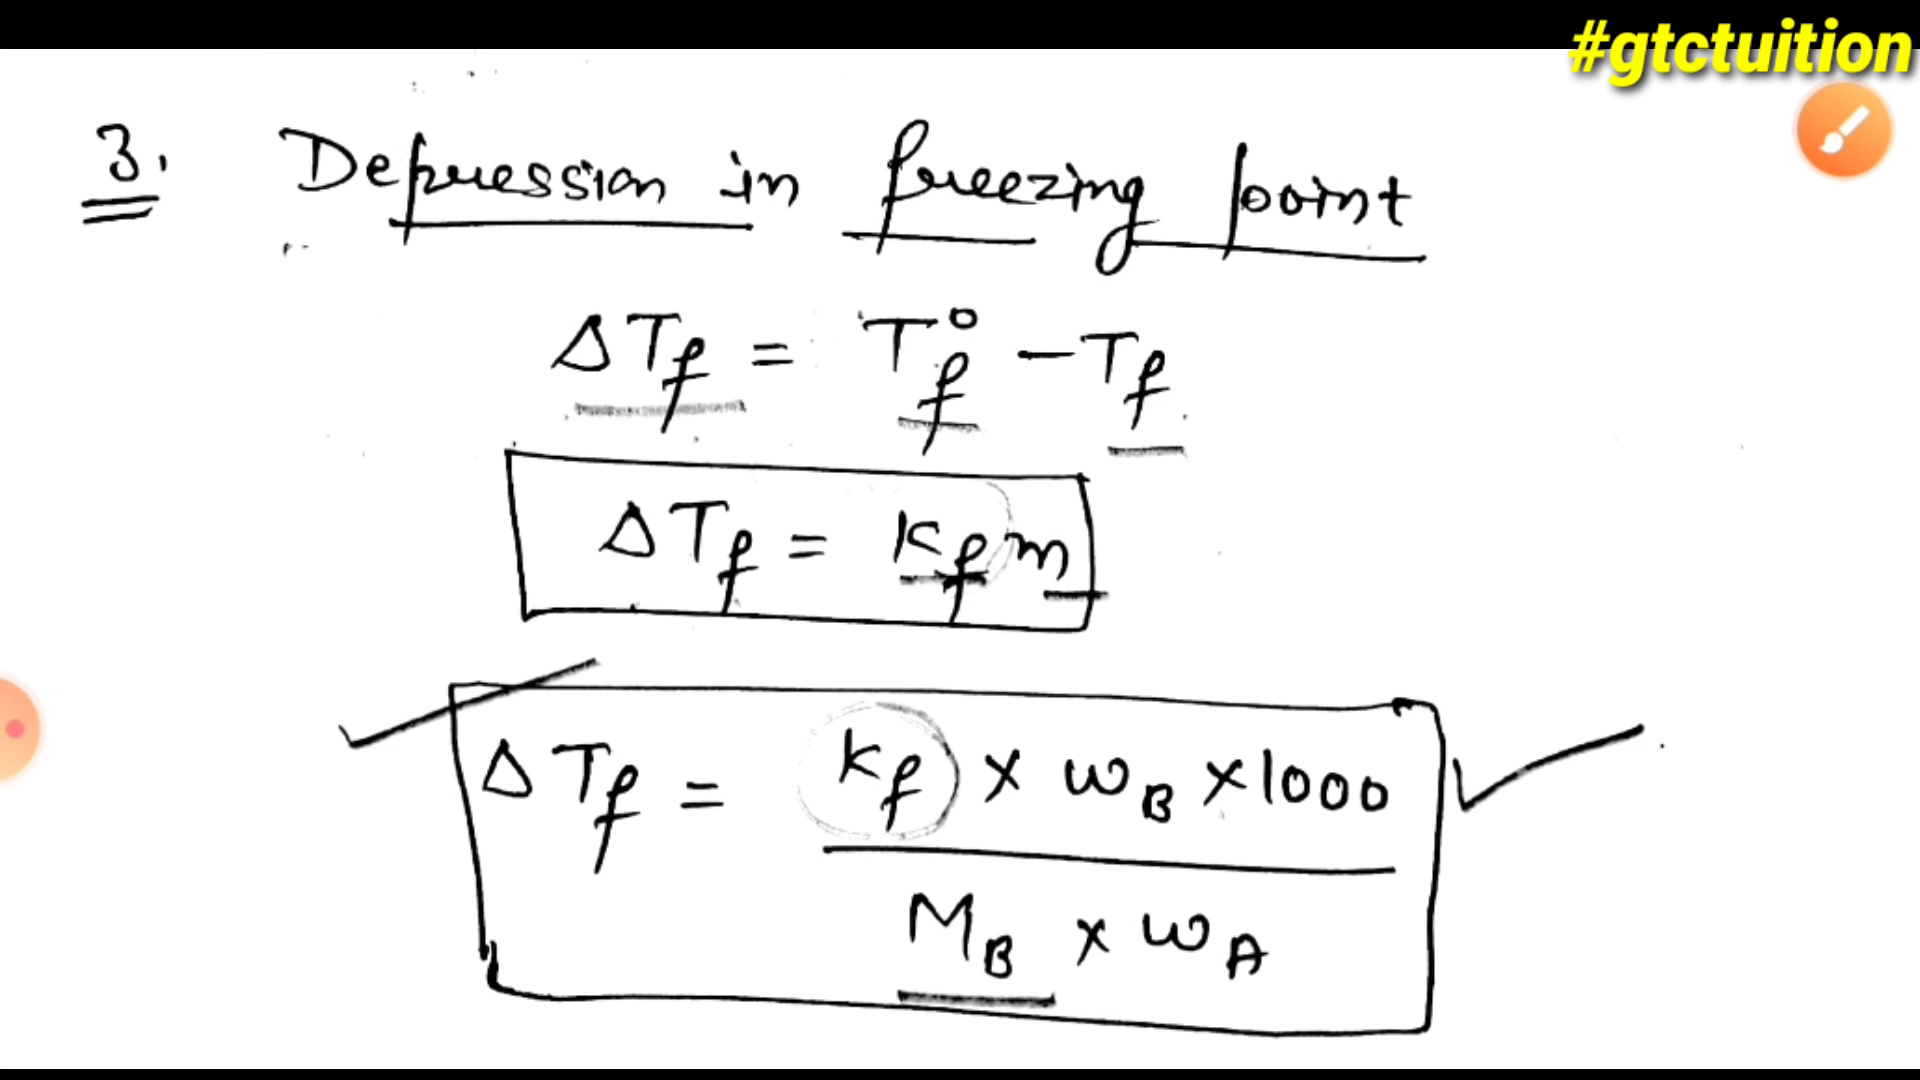 #gtctuition
3. Depression in freezing point
ΔTf = T°f - Tf
ΔTf = Kf m
ΔTf = Kf × wB × 1000
MB × wA